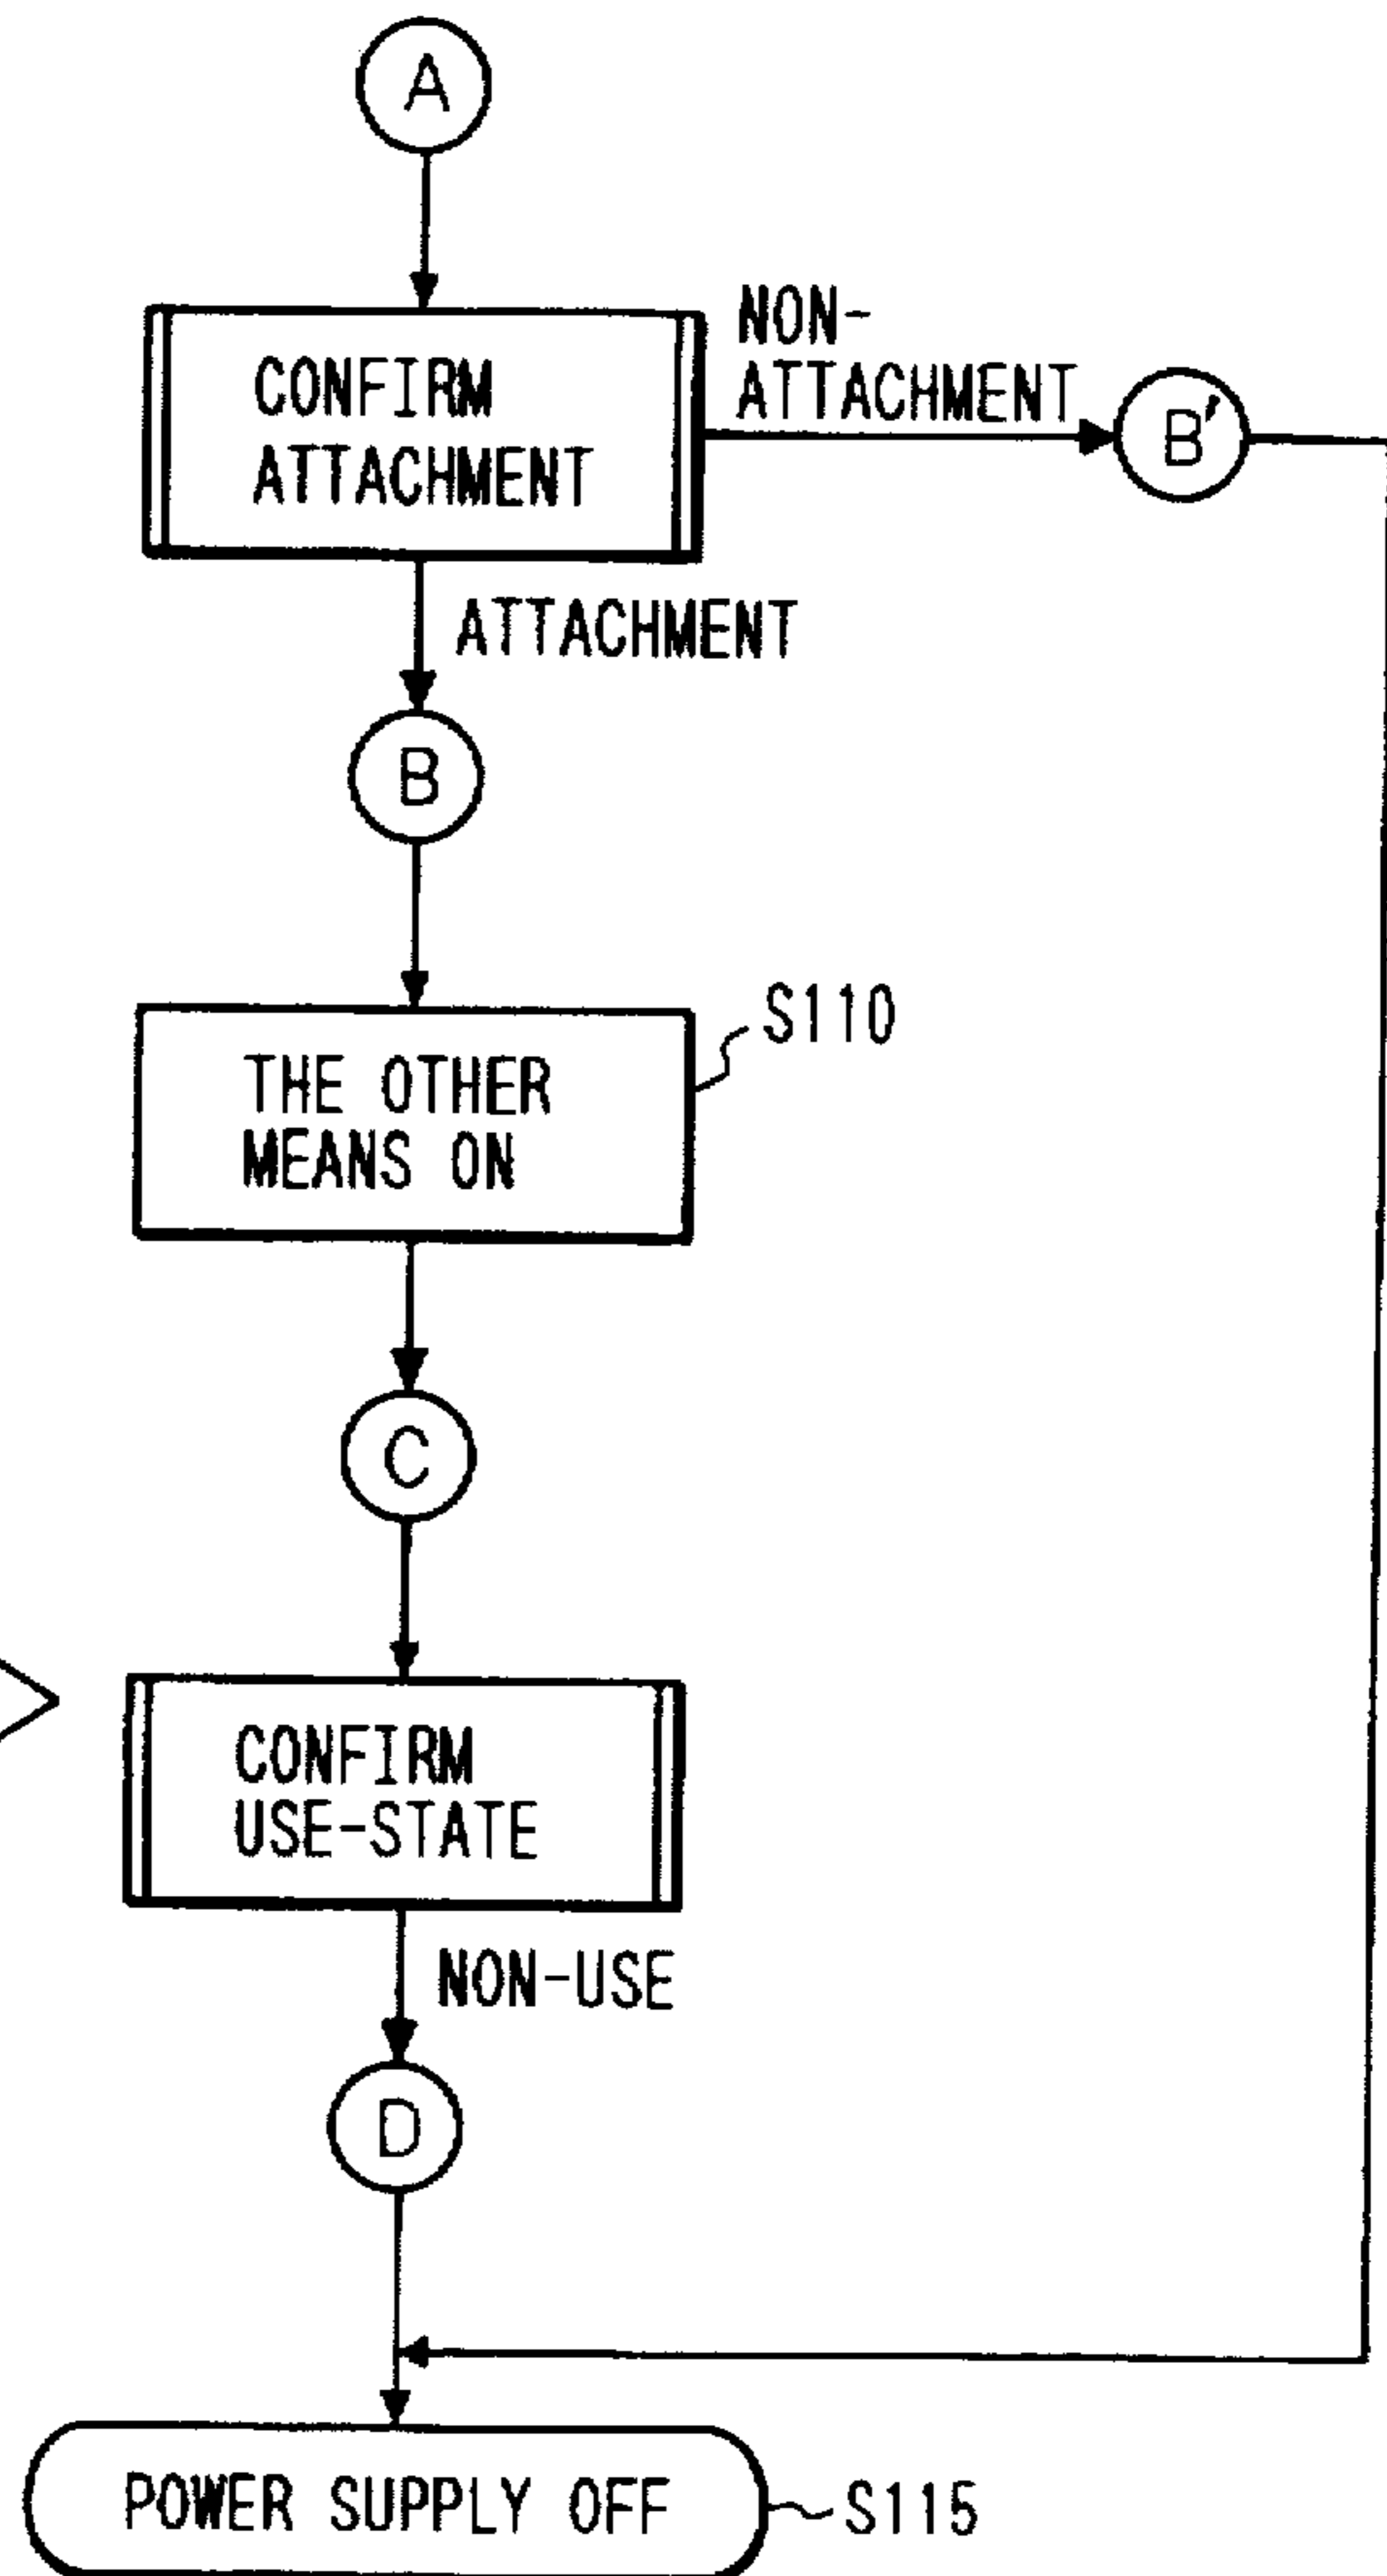 A
CONFIRM
ATTACHMENT
NON-
ATTACHMENT
B'
ATTACHMENT
B
THE OTHER
MEANS ON
S110
C
CONFIRM
USE-STATE
NON-USE
D
POWER SUPPLY OFF
S115